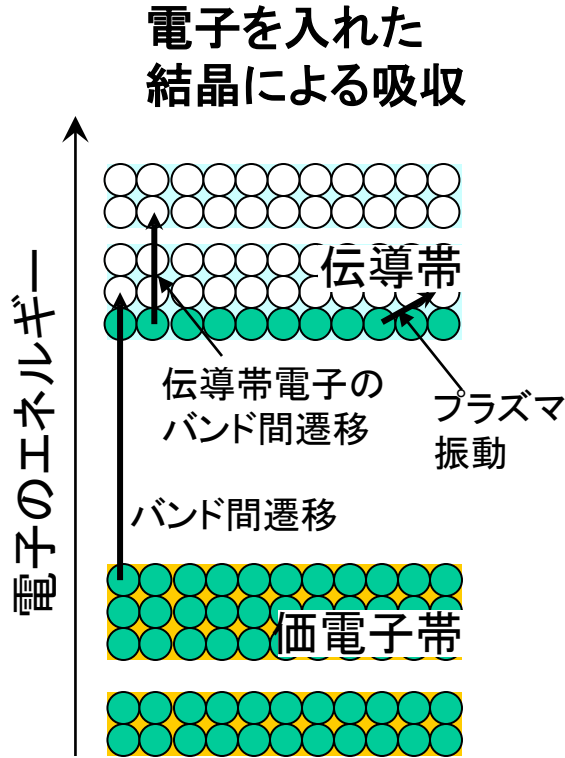 電子を入れた
結晶による吸収
電子のエネルギー
伝導帯
伝導帯電子の
バンド間遷移
プラズマ
振動
バンド間遷移
価電子帯